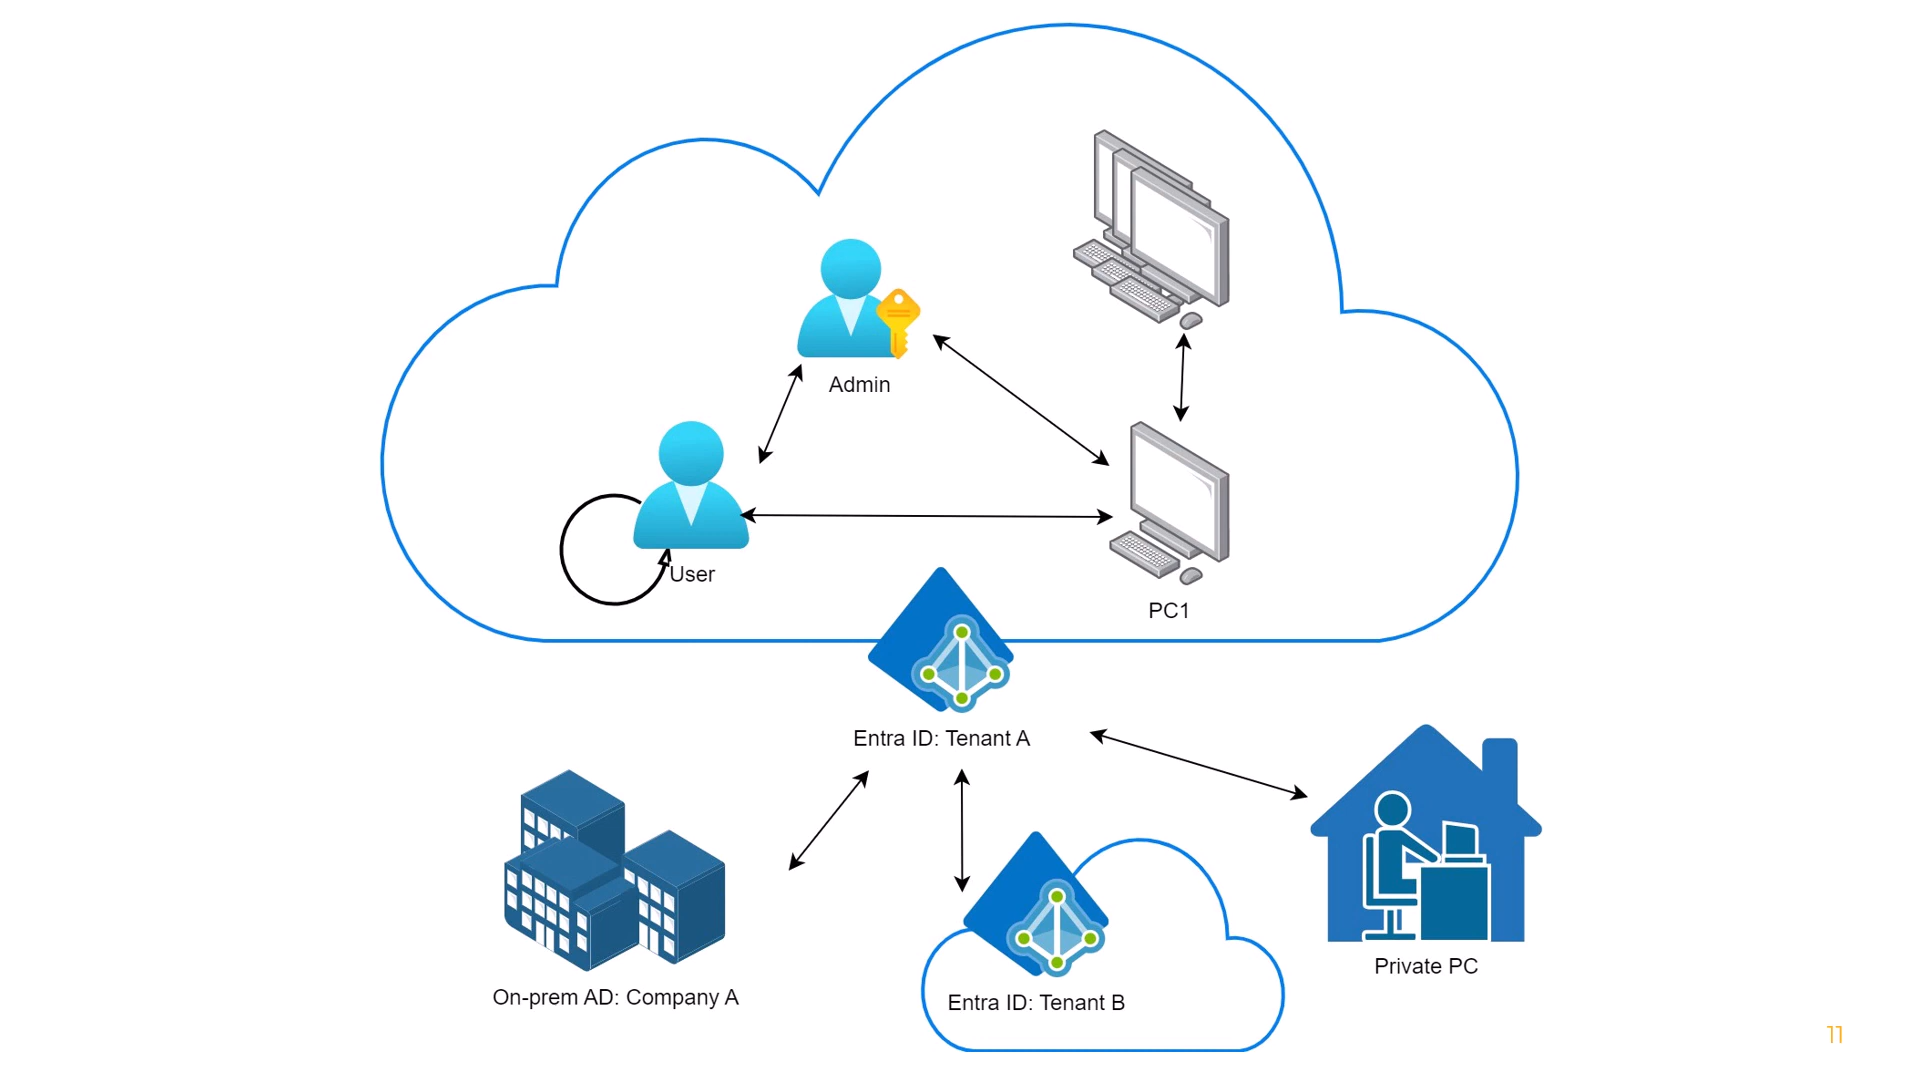 Admin
User
PC1
Entra ID: Tenant A
Private PC
On-prem AD: Company A
Entra ID: Tenant B
11